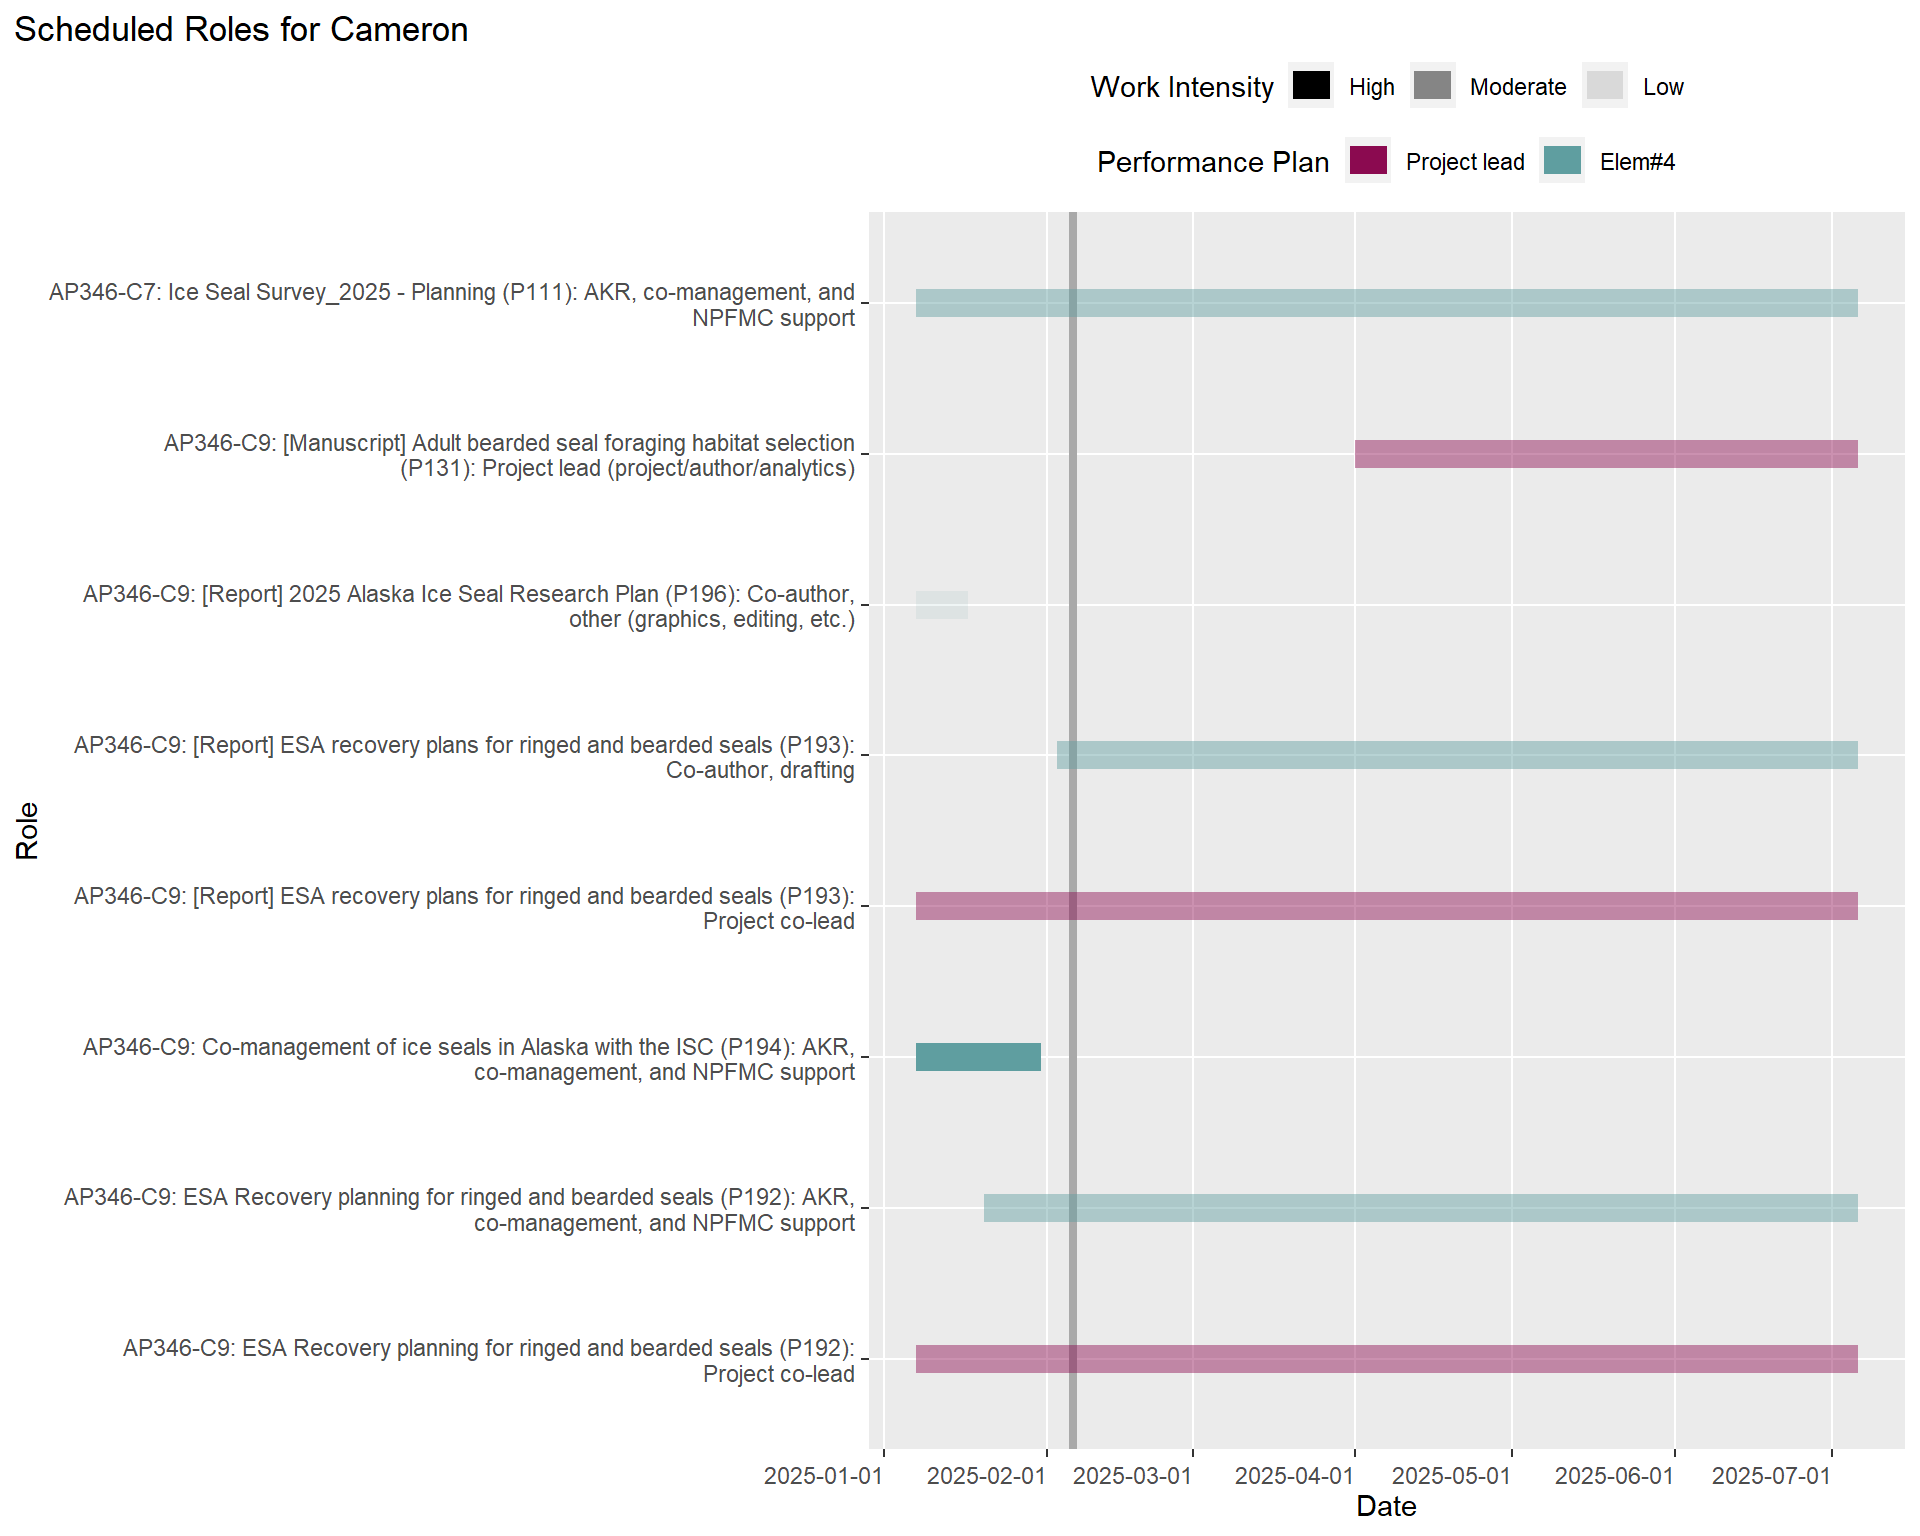 Scheduled Roles for Cameron
Work Intensity High Moderate Low
Performance Plan Project lead Elem#4
AP346-C7: Ice Seal Survey_2025 - Planning (P111): AKR, co-management, and
NPFMC support
AP346-C9: [Manuscript] Adult bearded seal foraging habitat selection
(P131): Project lead (project/author/analytics)
AP346-C9: [Report] 2025 Alaska Ice Seal Research Plan (P196): Co-author,
other (graphics, editing, etc.)
AP346-C9: [Report] ESA recovery plans for ringed and bearded seals (P193):
Co-author, drafting
AP346-C9: [Report] ESA recovery plans for ringed and bearded seals (P193):
Project co-lead
AP346-C9: Co-management of ice seals in Alaska with the ISC (P194): AKR,
co-management, and NPFMC support
AP346-C9: ESA Recovery planning for ringed and bearded seals (P192): AKR,
co-management, and NPFMC support
AP346-C9: ESA Recovery planning for ringed and bearded seals (P192):
Project co-lead
Role
2025-01-01 2025-02-01 2025-03-01 2025-04-01 2025-05-01 2025-06-01 2025-07-01
Date